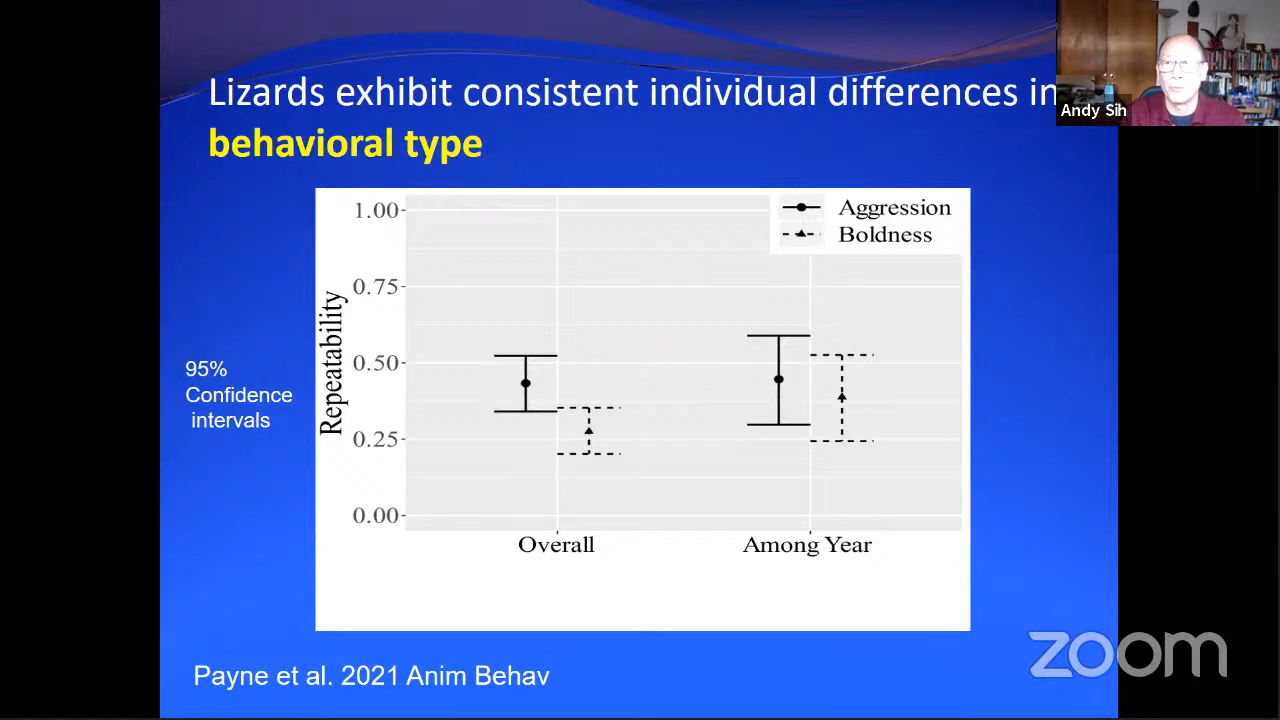 Lizards exhibit consistent individual differences in
behavioral type
Andy Sih
Aggression
Boldness
1.00
0.75
0.50
0.25
0.00
Repeatability
95%
Confidence
intervals
Overall
Among Year
Payne et al. 2021 Anim Behav
zoom